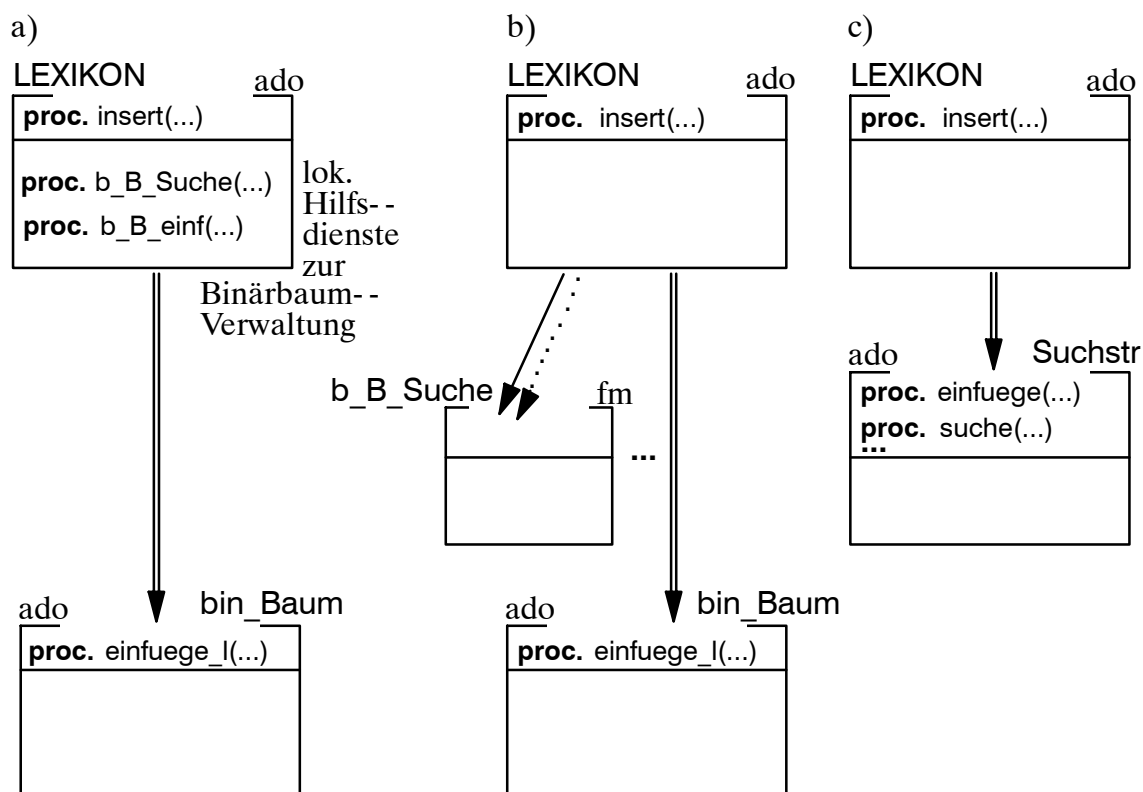 a)
LEXIKON
ado
proc. insert(...)
proc. b_B_Suche(...)
proc. b_B_einf(...)
lok.
Hilfs--
dienste
zur
Binärbaum--
Verwaltung
ado
bin_Baum
proc. einfuege_l(...)
b)
LEXIKON
ado
proc. insert(...)
b_B_Suche
fm
...
ado
bin_Baum
proc. einfuege_l(...)
c)
LEXIKON
ado
proc. insert(...)
ado
Suchstr
proc. einfuege(...)
proc. suche(...)
...